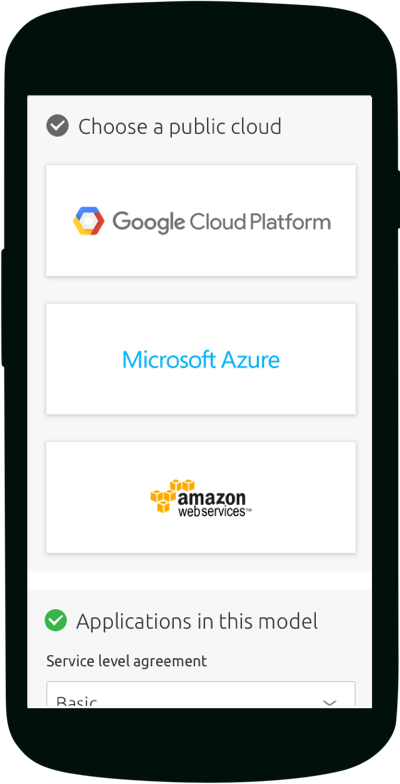 Choose a public cloud
Google Cloud Platform
Microsoft Azure
amazon
webservices™
Applications in this model
Service level agreement
Basic